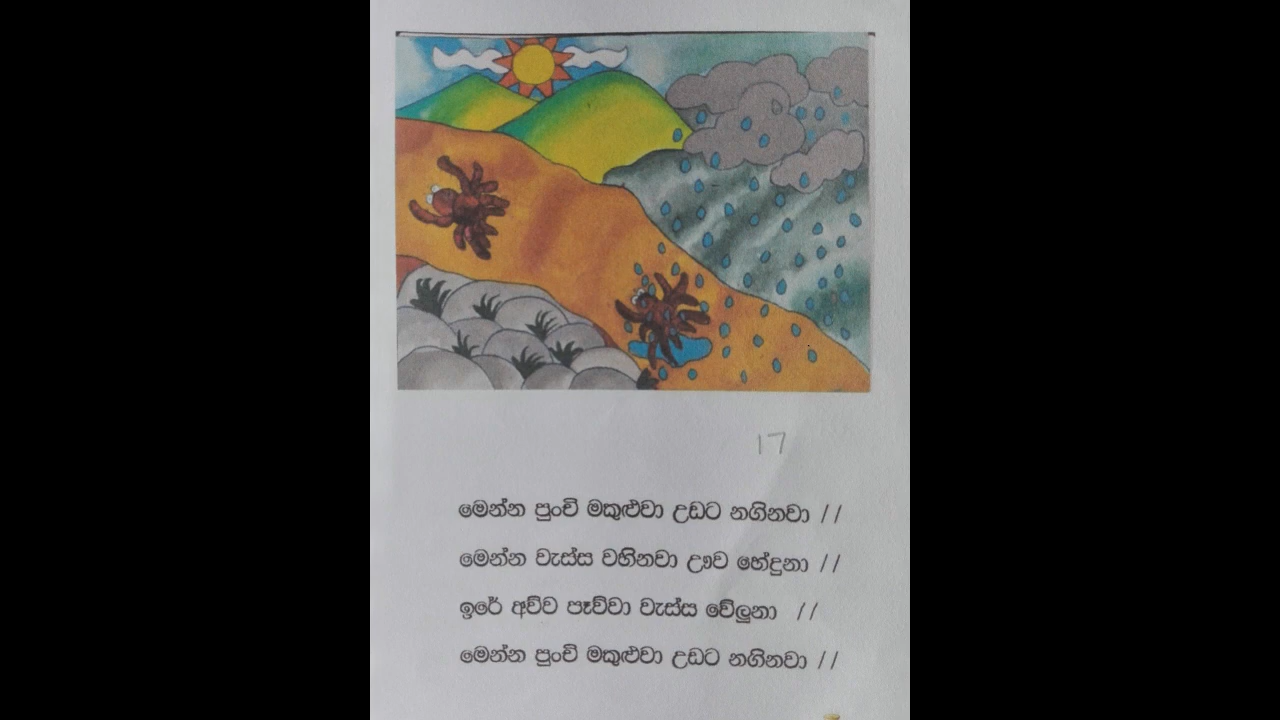 17
මෙන්න පුංචි මකුළුවා උඩට නගිනවා //
මෙන්න වැස්ස වහිනවා ඌව හේදුනා //
ඉරේ අව්ව පෑව්වා වැස්ස වේලුනා //
මෙන්න පුංචි මකුළුවා උඩට නගිනවා //